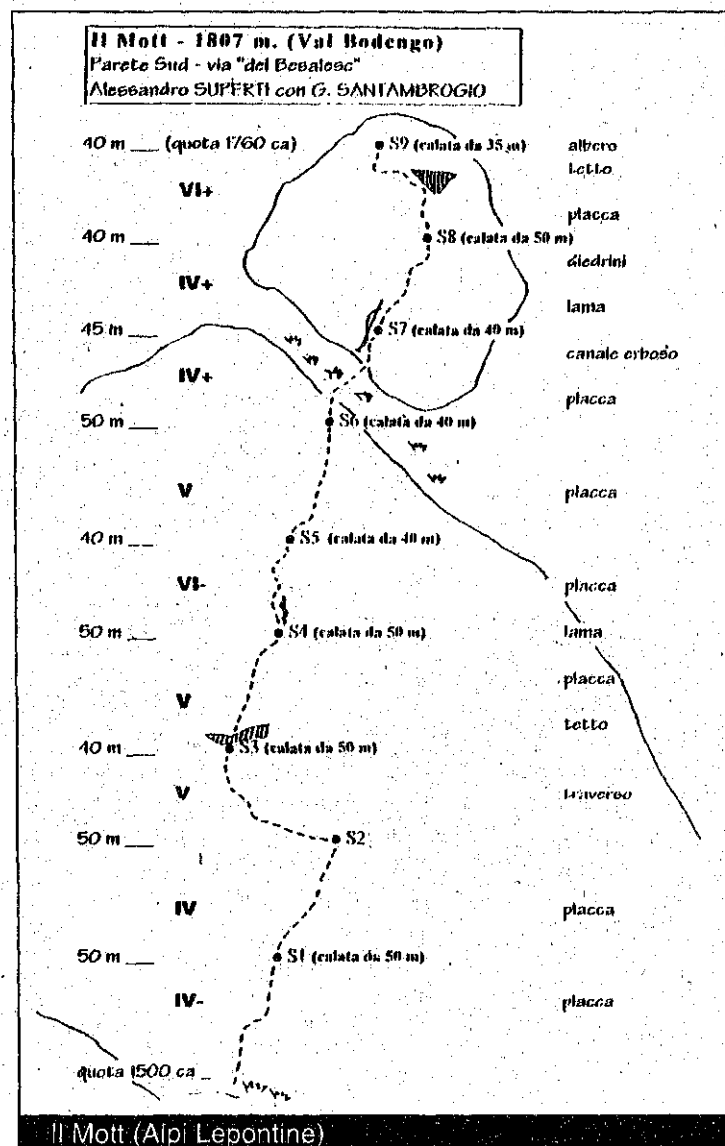 Il Mott - 1807 m. (Val Bodengo)
Parete Sud - via "del Besalesc"
Alessandro SUPERTI con G. SANTAMBROGIO
40 m ___ (quota 1760 ca)
S9 (calata da 35 m)
albero
tetto
VI+
placca
40 m ___
S8 (calata da 50 m)
diedrini
IV+
lama
45 m ___
S7 (calata da 40 m)
canale erboso
IV+
placca
50 m ___
S6 (calata da 40 m)
V
placca
40 m ___
S5 (calata da 40 m)
VI-
placca
50 m ___
S4 (calata da 50 m)
lama
placca
V
tetto
40 m ___
S3 (calata da 50 m)
V
traverso
50 m ___
S2
IV
placca
50 m ___
S1 (calata da 50 m)
IV-
placca
quota 1500 ca _
Il Mott (Alpi Lepontine)